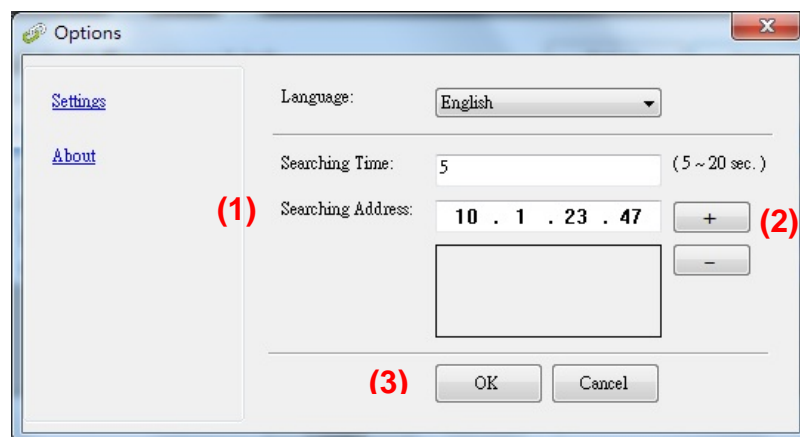 Options
Settings
About
Language: English
Searching Time: 5 ( 5 ~ 20 sec. )
(1) Searching Address: 10 . 1 . 23 . 47 + (2)
-
(3) OK Cancel